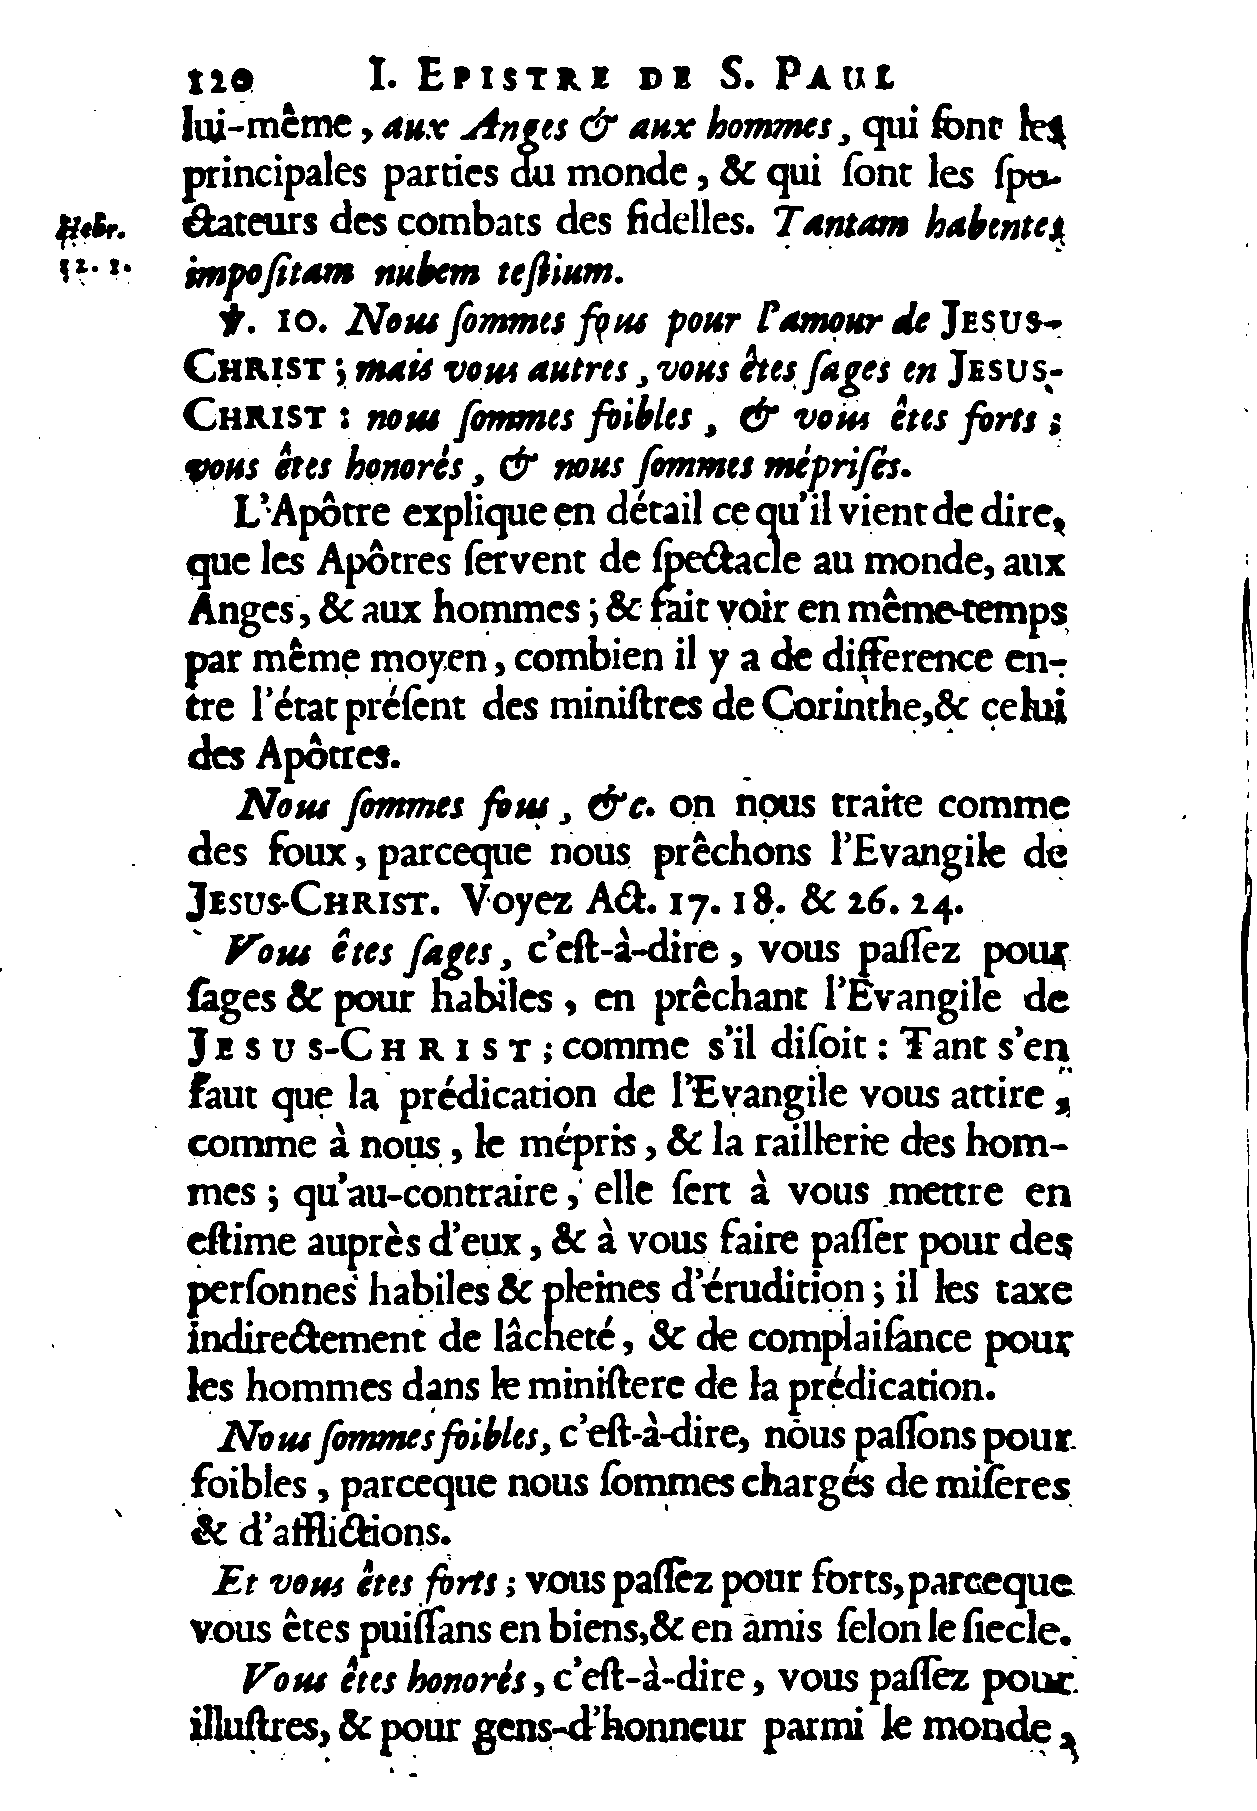 120 I. EPISTRE DE S. PAUL
lui-même, aux Anges & aux hommes, qui ſont les
principales parties du monde, & qui ſont les ſpe-
ctateurs des combats des fidelles. Tantam habentes
Hebr.
12. 1.
impoſitam nubem teſtium.
℣. 10. Nous ſommes fous pour l'amour de JESUS-
CHRIST; mais vous autres, vous êtes ſages en JESUS-
CHRIST: nous ſommes foibles, & vous êtes forts;
vous êtes honorés, & nous ſommes mépriſés.
L'Apôtre explique en détail ce qu'il vient de dire,
que les Apôtres ſervent de ſpectacle au monde, aux
Anges, & aux hommes; & fait voir en même-temps
par même moyen, combien il y a de difference en-
tre l'état préſent des miniſtres de Corinthe, & celui
des Apôtres.
Nous ſommes fous, &c. on nous traite comme
des foux, parceque nous prêchons l'Evangile de
JESUS-CHRIST. Voyez Act. 17. 18. & 26. 24.
Vous êtes ſages, c'eſt-à-dire, vous paſſez pour
ſages & pour habiles, en prêchant l'Evangile de
JESUS-CHRIST; comme s'il diſoit: Tant s'en
faut que la prédication de l'Evangile vous attire,
comme à nous, le mépris, & la raillerie des hom-
mes; qu'au-contraire, elle ſert à vous mettre en
eſtime auprès d'eux, & à vous faire paſſer pour des
perſonnes habiles & pleines d'érudition; il les taxe
indirectement de lâcheté, & de complaiſance pour
les hommes dans le miniſtere de la prédication.
Nous ſommes foibles, c'eſt-à-dire, nous paſſons pour
foibles, parceque nous ſommes chargés de miſeres
& d'afflictions.
Et vous êtes forts; vous paſſez pour forts, parceque
vous êtes puiſſans en biens, & en amis ſelon le ſiecle.
Vous êtes honorés, c'eſt-à-dire, vous paſſez pour
illuſtres, & pour gens-d'honneur parmi le monde,